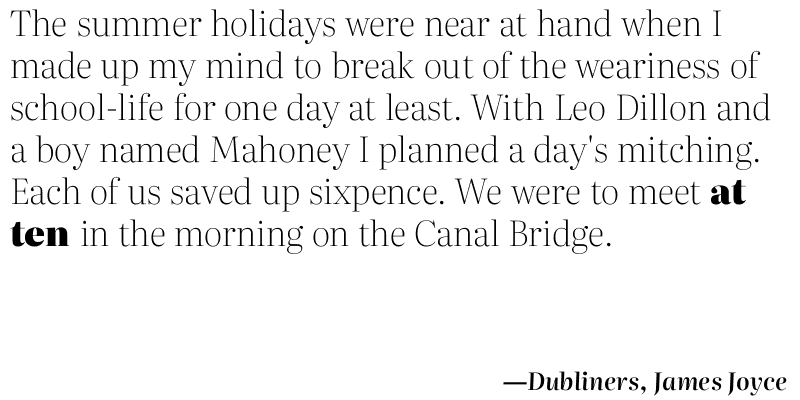 The summer holidays were near at hand when I
made up my mind to break out of the weariness of
school-life for one day at least. With Leo Dillon and
a boy named Mahoney I planned a day's mitching.
Each of us saved up sixpence. We were to meet at
ten in the morning on the Canal Bridge.
—Dubliners, James Joyce